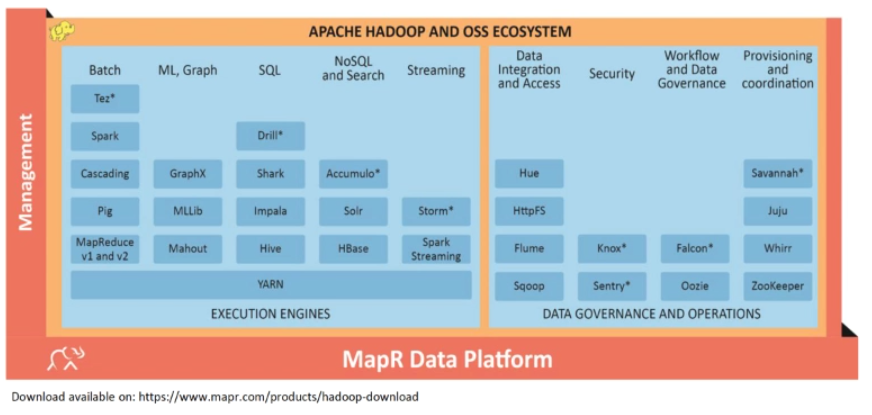 APACHE HADOOP AND OSS ECOSYSTEM
Management
Batch
Tez*
Spark
Cascading
Pig
MapReduce
v1 and v2
ML, Graph
GraphX
MLLib
Mahout
SQL
Drill*
Shark
Impala
Hive
NoSQL
and Search
Accumulo*
Solr
HBase
Streaming
Storm*
Spark
Streaming
YARN
EXECUTION ENGINES
Data
Integration
and Access
Hue
HttpFS
Flume
Sqoop
Security
Knox*
Sentry*
Workflow
and Data
Governance
Falcon*
Oozie
Provisioning
and
coordination
Savannah*
Juju
Whirr
ZooKeeper
DATA GOVERNANCE AND OPERATIONS
MapR Data Platform
Download available on: https://www.mapr.com/products/hadoop-download